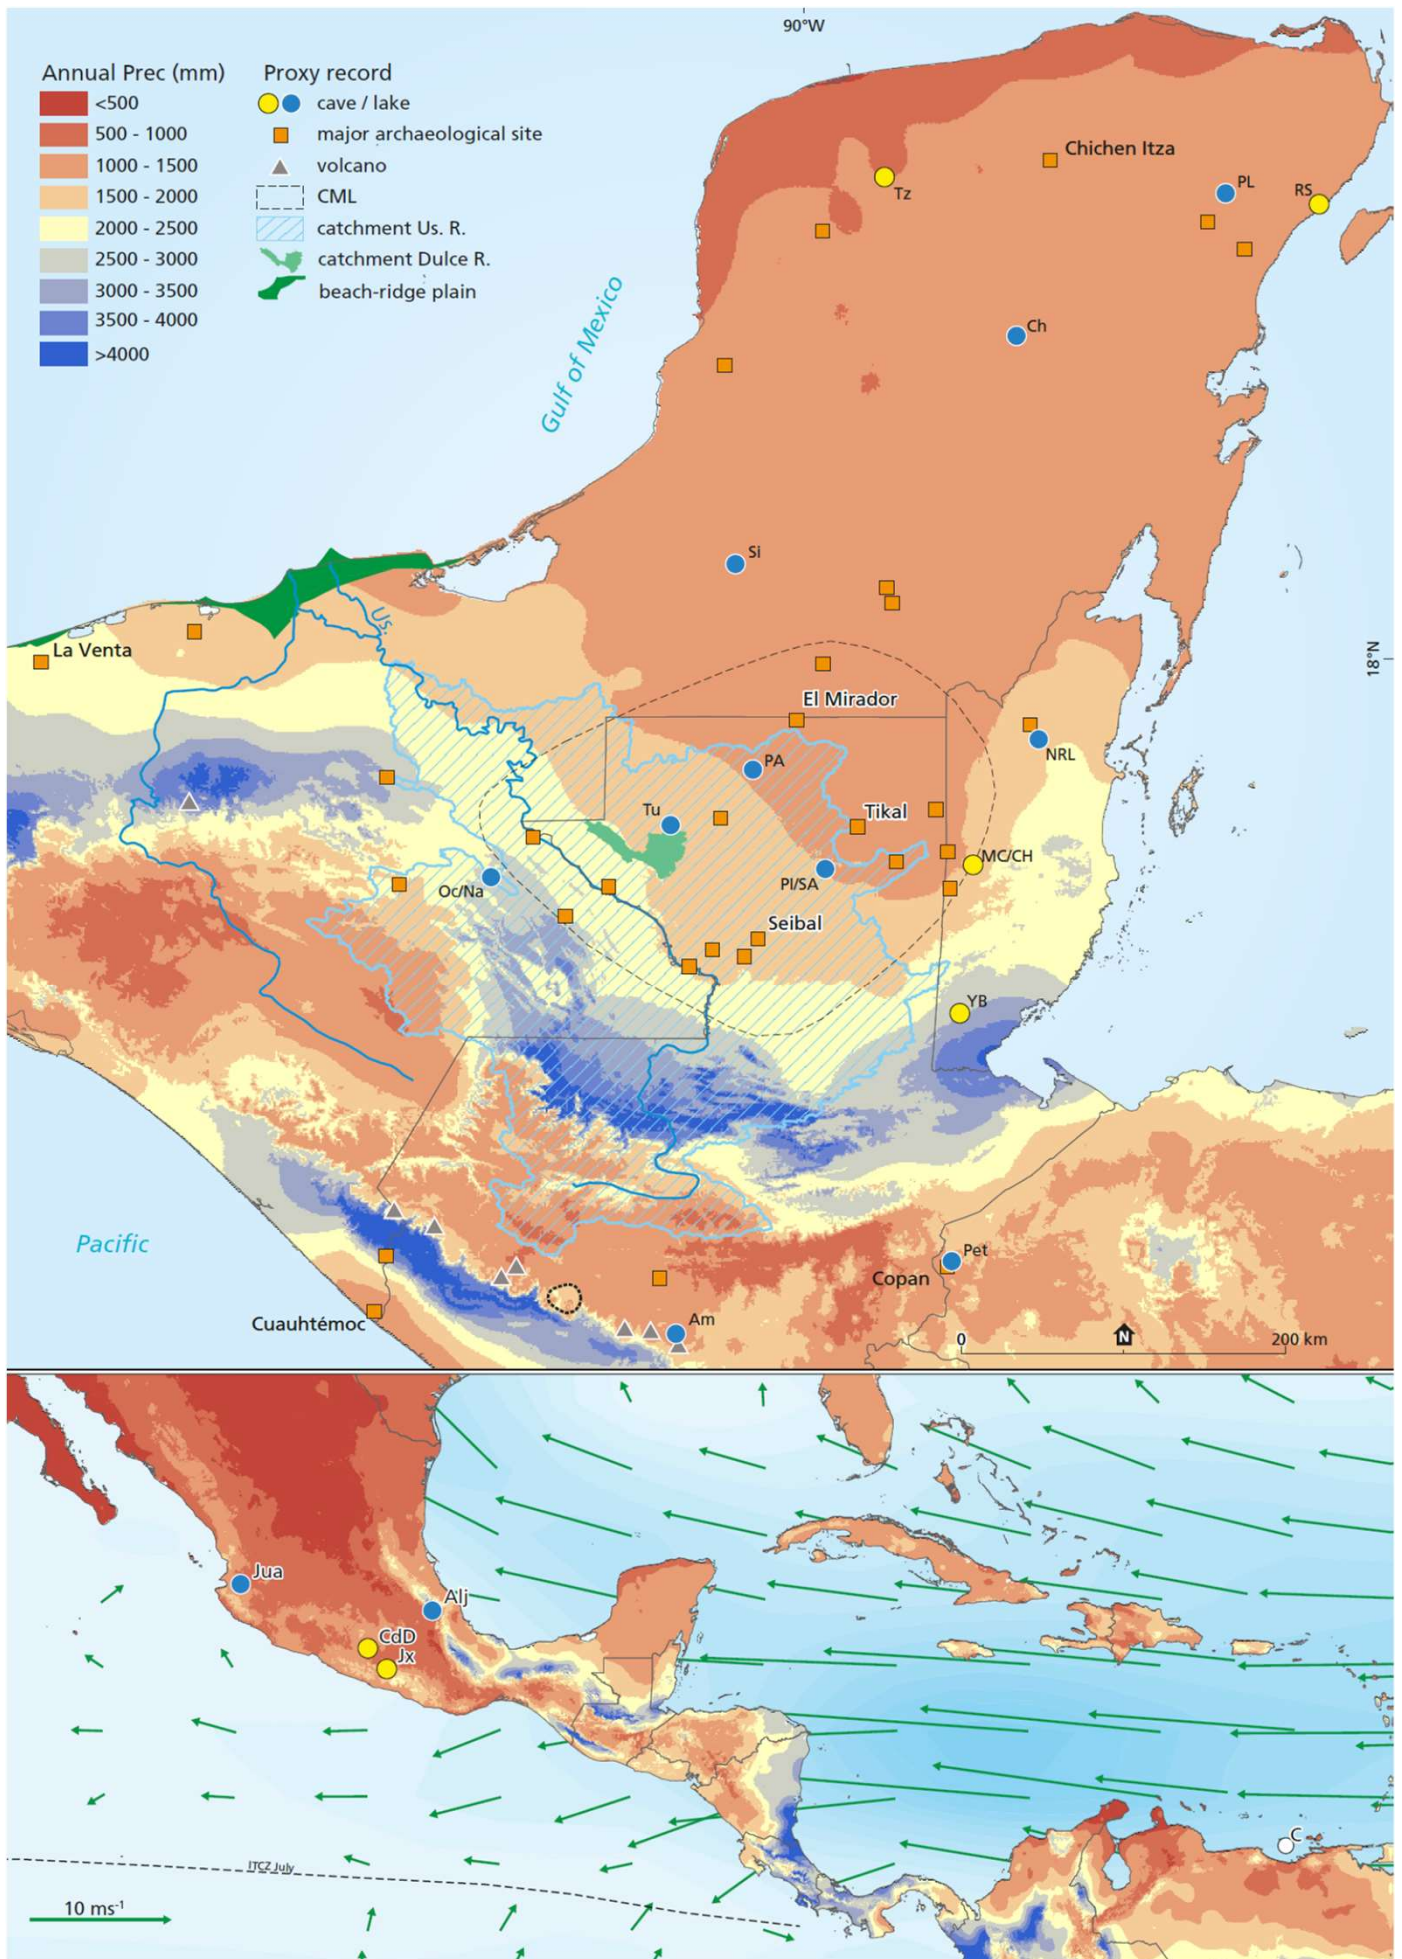 90°W
Annual Prec (mm)
<500
500 - 1000
1000 - 1500
1500 - 2000
2000 - 2500
2500 - 3000
3000 - 3500
3500 - 4000
>4000
Proxy record
cave / lake
major archaeological site
volcano
CML
catchment Us. R.
catchment Dulce R.
beach-ridge plain
Chichen Itza
Tz
PL
RS
Gulf of Mexico
Ch
Si
Us.
La Venta
18°N
El Mirador
NRL
PA
Tu
Tikal
MC/CH
Oc/Na
PI/SA
Seibal
YB
Pacific
Pet
Copan
Cuauhtémoc
Am
0
N
200 km
Jua
Alj
CdD
Jx
C
ITCZ July
10 ms-1